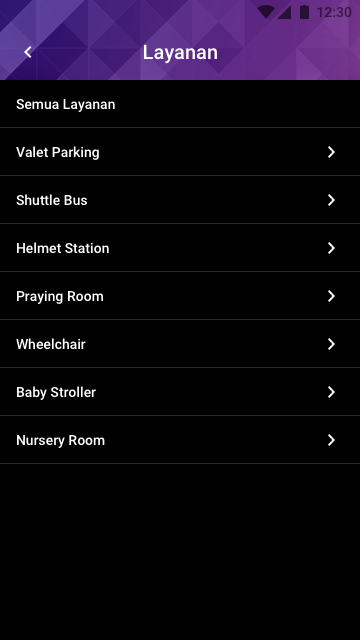 12:30
Layanan
Semua Layanan
Valet Parking
Shuttle Bus
Helmet Station
Praying Room
Wheelchair
Baby Stroller
Nursery Room